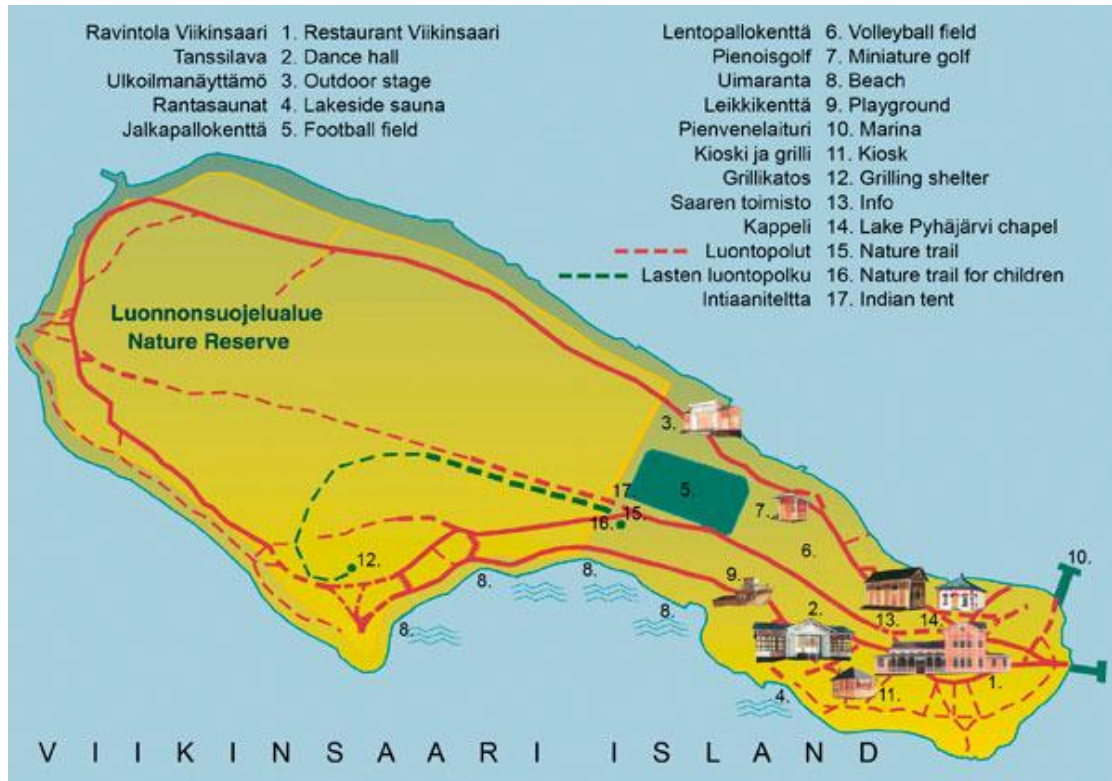 Ravintola Viikinsaari 1. Restaurant Viikinsaari
Tanssilava 2. Dance hall
Ulkoilmanäyttämö 3. Outdoor stage
Rantasaunat 4. Lakeside sauna
Jalkapallokenttä 5. Football field
Lentopallokenttä 6. Volleyball field
Pienoisgolf 7. Miniature golf
Uimaranta 8. Beach
Leikkikenttä 9. Playground
Pienvenelaituri 10. Marina
Kioski ja grilli 11. Kiosk
Grillikatos 12. Grilling shelter
Saaren toimisto 13. Info
Kappeli 14. Lake Pyhäjärvi chapel
Luontopolut 15. Nature trail
Lasten luontopolku 16. Nature trail for children
Intiaaniteltta 17. Indian tent
Luonnonsuojelualue
Nature Reserve
3.
17.
5.
15.
16.
7.
6.
12.
8.
8.
9.
10.
8.
8.
2.
13.
14.
4.
11.
1.
VIIKINSAARI ISLAND